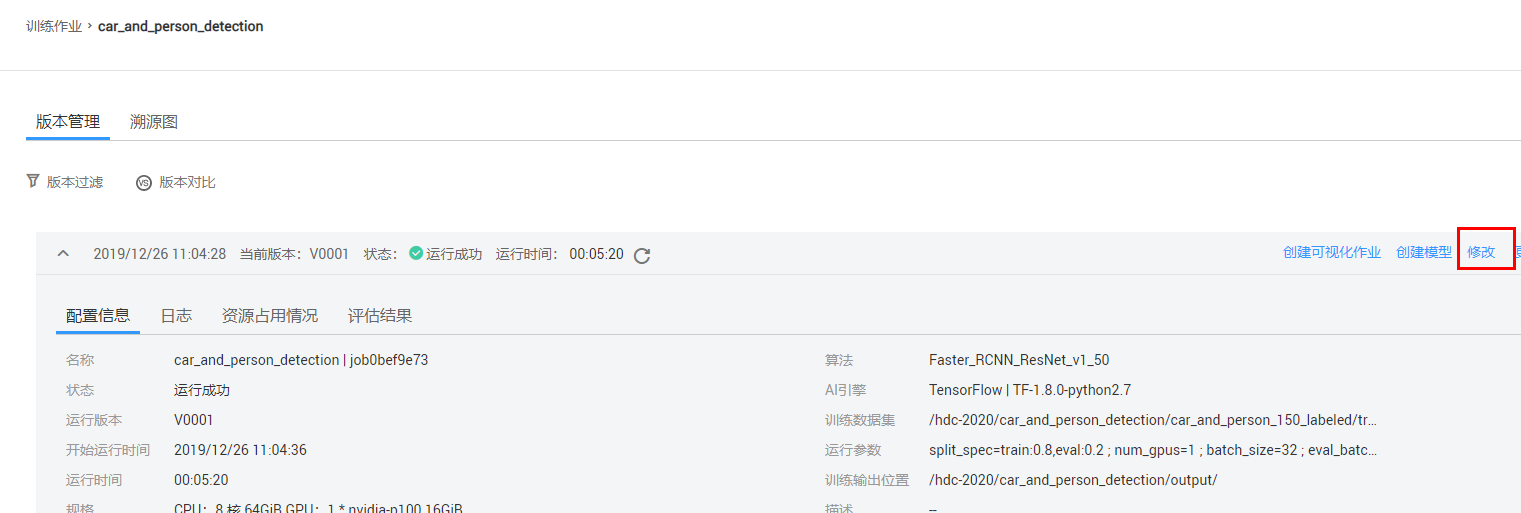 训练作业 › car_and_person_detection
版本管理 溯源图
版本过滤 VS 版本对比
2019/12/26 11:04:28 当前版本：V0001 状态： 运行成功 运行时间： 00:05:20 创建可视化作业 创建模型 修改
配置信息 日志 资源占用情况 评估结果
名称 car_and_person_detection | job0bef9e73 算法 Faster_RCNN_ResNet_v1_50
状态 运行成功 AI引擎 TensorFlow | TF-1.8.0-python2.7
运行版本 V0001 训练数据集 /hdc-2020/car_and_person_detection/car_and_person_150_labeled/tr...
开始运行时间 2019/12/26 11:04:36 运行参数 split_spec=train:0.8,eval:0.2 ; num_gpus=1 ; batch_size=32 ; eval_batc...
运行时间 00:05:20 训练输出位置 /hdc-2020/car_and_person_detection/output/
规格 CPU：8 核 64GiB GPU：1 * nvidia-p100 16GiB 描述 --